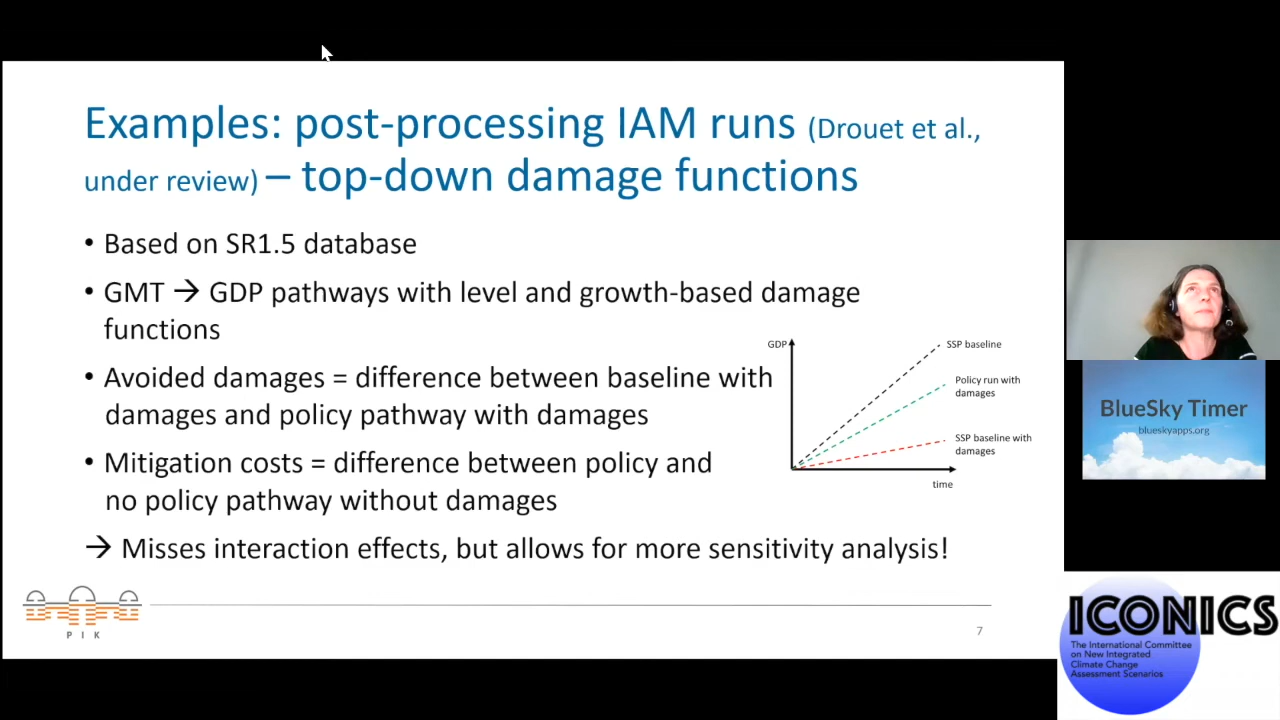 Examples: post-processing IAM runs (Drouet et al.,
under review) – top-down damage functions
• Based on SR1.5 database
• GMT → GDP pathways with level and growth-based damage
functions
• Avoided damages = difference between baseline with
damages and policy pathway with damages
• Mitigation costs = difference between policy and
no policy pathway without damages
→ Misses interaction effects, but allows for more sensitivity analysis!
GDP
SSP baseline
Policy run with
damages
SSP baseline with
damages
time
PIK
7
BlueSky Timer
blueskyapps.org
ICONICS
The International Committee
on New Integrated
Climate Change
Assessment Scenarios